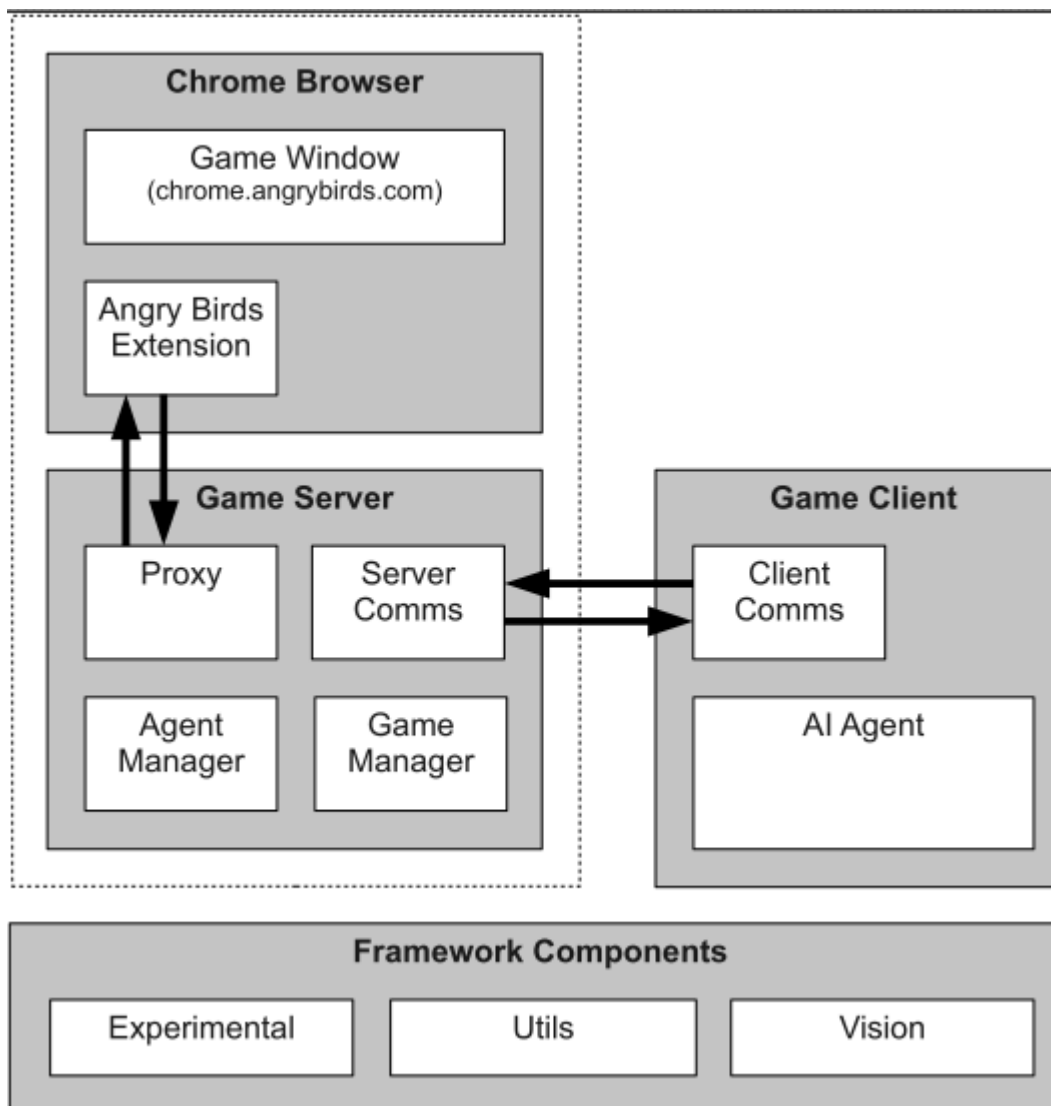 Chrome Browser
Game Window
(chrome.angrybirds.com)
Angry Birds
Extension
Game Server
Proxy
Server
Comms
Agent
Manager
Game
Manager
Game Client
Client
Comms
AI Agent
Framework Components
Experimental
Utils
Vision